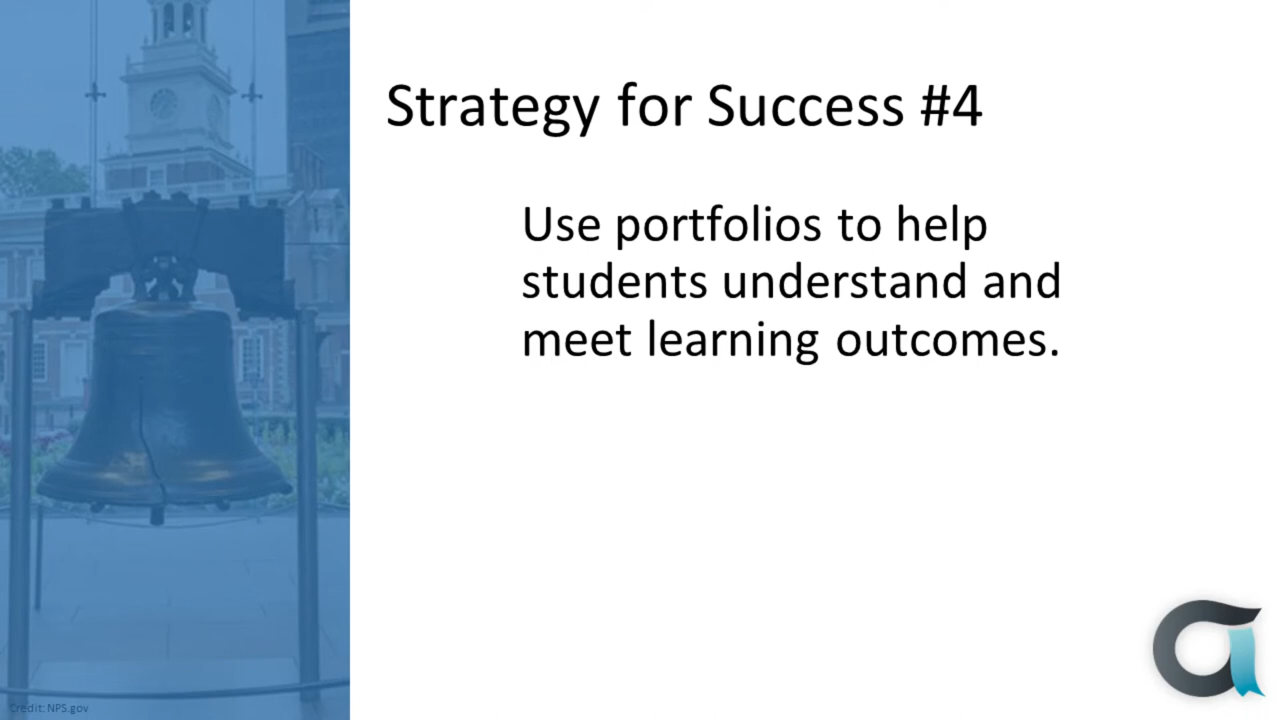 Strategy for Success #4
Use portfolios to help
students understand and
meet learning outcomes.
Credit: NPS.gov